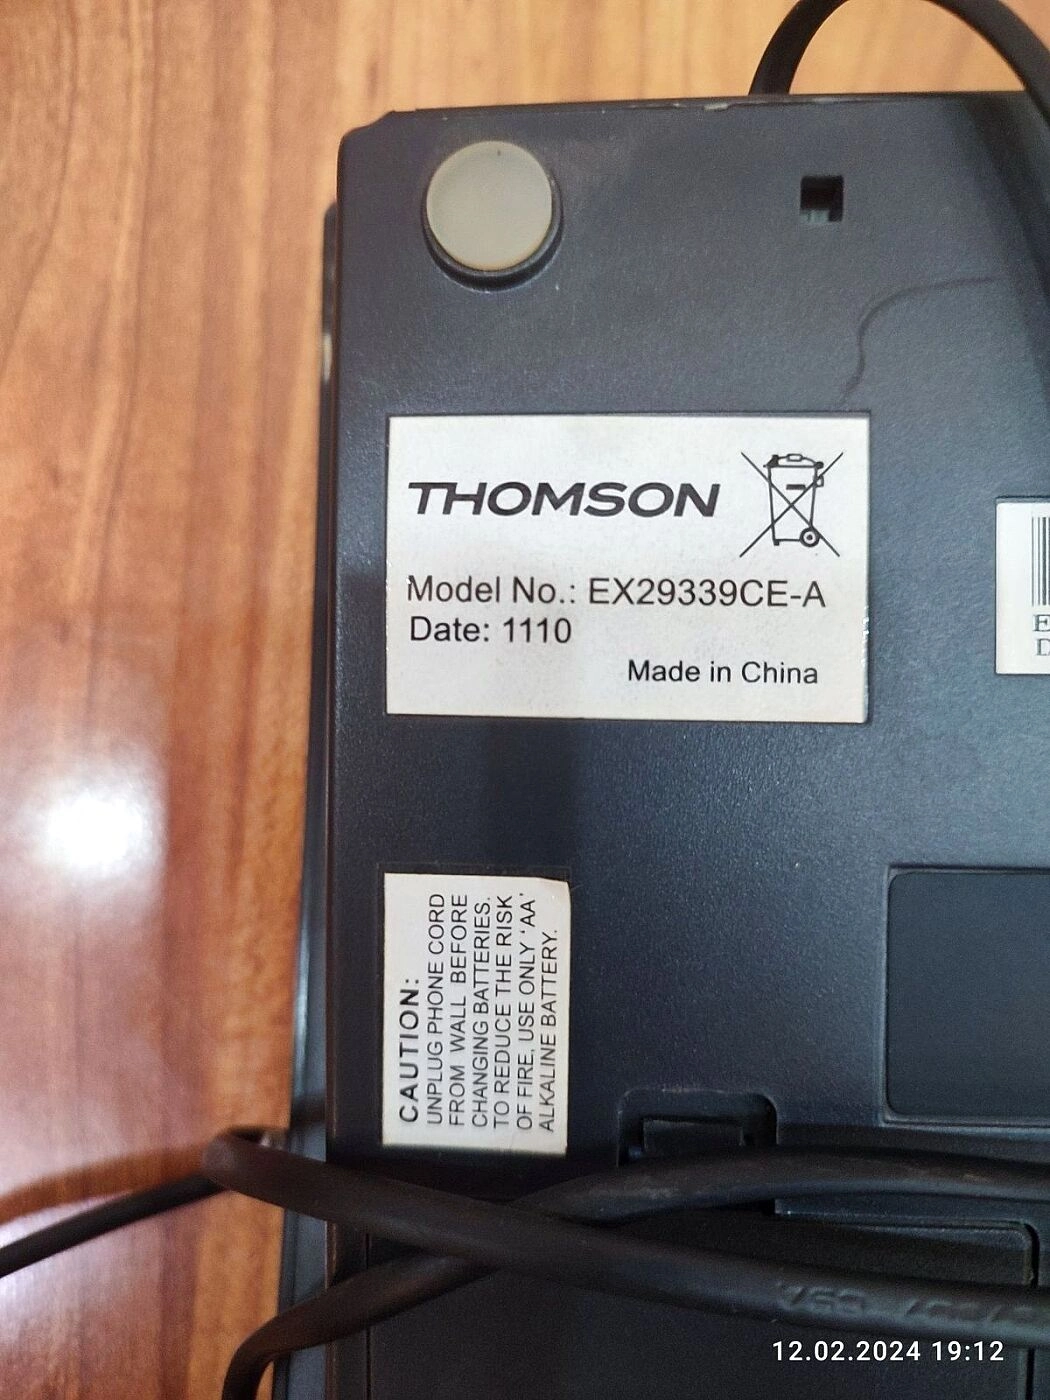 THOMSON
Model No.: EX29339CE-A
Date: 1110
Made in China
E
D
CAUTION:
UNPLUG PHONE CORD
FROM WALL BEFORE
CHANGING BATTERIES.
TO REDUCE THE RISK
OF FIRE, USE ONLY 'AA'
ALKALINE BATTERY.
12.02.2024 19:12